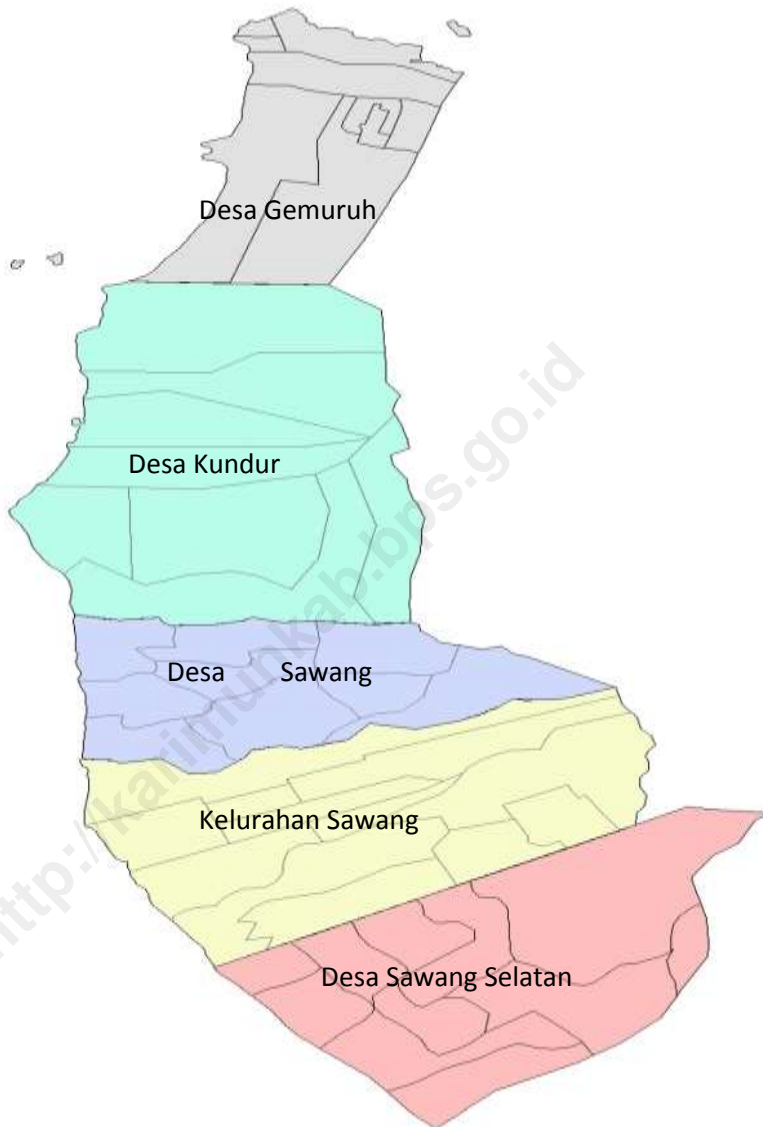 Desa Gemuruh
Desa Kundur
Desa Sawang
Kelurahan Sawang
Desa Sawang Selatan
http://karimunkab.bps.go.id